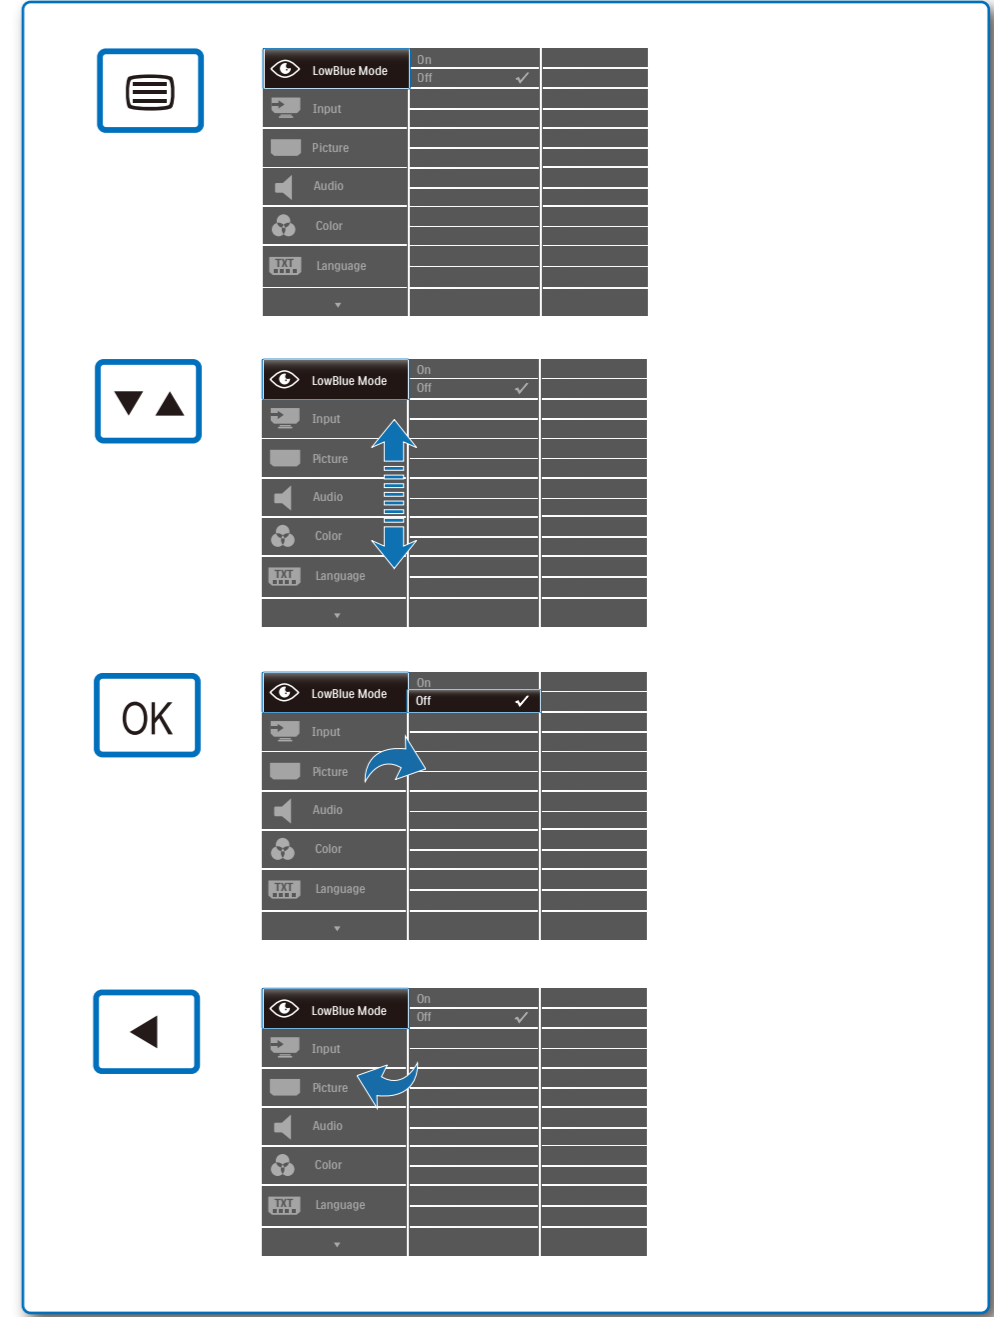 LowBlue Mode
On
Off
Input
Picture
Audio
Color
TXT
Language
LowBlue Mode
On
Off
Input
Picture
Audio
Color
TXT
Language
OK
LowBlue Mode
On
Off
Input
Picture
Audio
Color
TXT
Language
LowBlue Mode
On
Off
Input
Picture
Audio
Color
TXT
Language